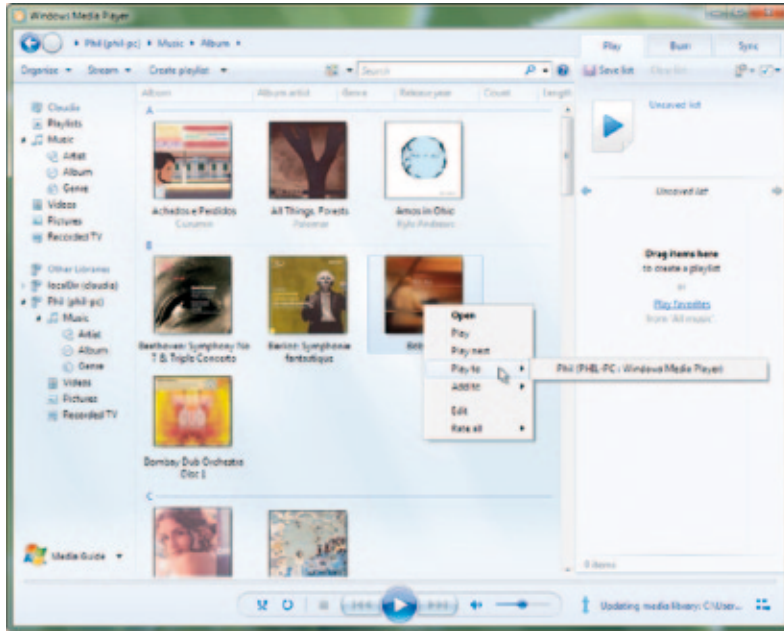 Windows Media Player
Phil (phil-pc) Music Album
Play Burn Sync
Organize Stream Create playlist Search Save list Clear list
Album Album artist Genre Release year Count Length
Claudia
Playlists
Music
Artist
Album
Genre
Videos
Pictures
Recorded TV
Other Libraries
localDir (claudia)
Phil (phil-pc)
Music
Artist
Album
Genre
Videos
Pictures
Recorded TV
Media Guide
A
Achados e Perdidos
Curumin
All Things, Forests
Palomar
Amos in Ohio
Kyle Andrews
B
Beethoven: Symphony No
7 & Triple Concerto
Berlioz: Symphonie
fantastique
Bombay Dub Orchestra
Disc 1
C
Open
Play
Play next
Play to
Add to
Edit
Rate all
Phil (PHIL-PC : Windows Media Player)
Unsaved list
Unsaved list
Drag items here
to create a playlist
or
Play favorites
from 'All music'.
0 items
Updating media library: C:\User...